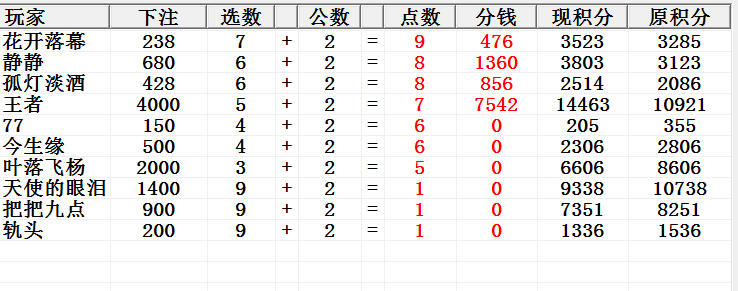 玩家 下注 选数 公数 点数 分钱 现积分 原积分
花开落幕 238 7 + 2 = 9 476 3523 3285
静静 680 6 + 2 = 8 1360 3803 3123
孤灯淡酒 428 6 + 2 = 8 856 2514 2086
王者 4000 5 + 2 = 7 7542 14463 10921
77 150 4 + 2 = 6 0 205 355
今生缘 500 4 + 2 = 6 0 2306 2806
叶落飞杨 2000 3 + 2 = 5 0 6606 8606
天使的眼泪 1400 9 + 2 = 1 0 9338 10738
把把九点 900 9 + 2 = 1 0 7351 8251
轨头 200 9 + 2 = 1 0 1336 1536